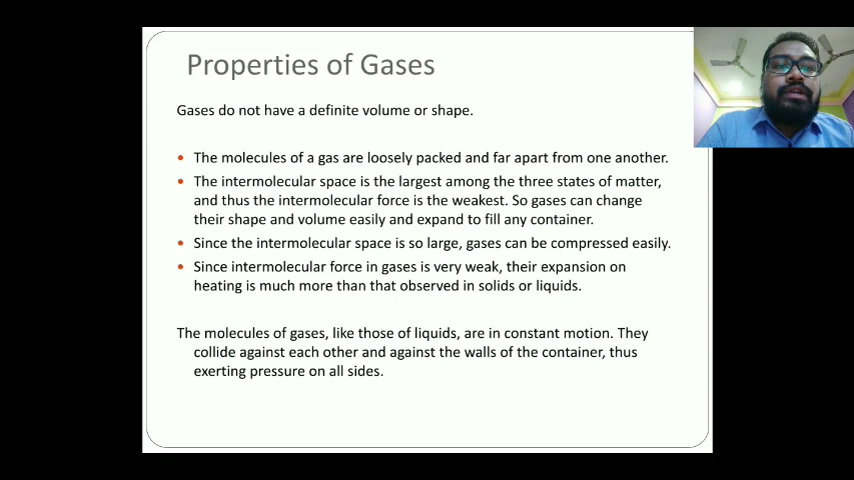 Properties of Gases
Gases do not have a definite volume or shape.
• The molecules of a gas are loosely packed and far apart from one another.
• The intermolecular space is the largest among the three states of matter,
and thus the intermolecular force is the weakest. So gases can change
their shape and volume easily and expand to fill any container.
• Since the intermolecular space is so large, gases can be compressed easily.
• Since intermolecular force in gases is very weak, their expansion on
heating is much more than that observed in solids or liquids.
The molecules of gases, like those of liquids, are in constant motion. They
collide against each other and against the walls of the container, thus
exerting pressure on all sides.